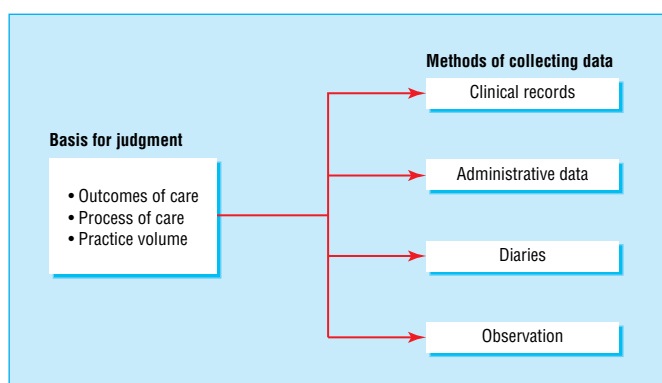 Basis for judgment
• Outcomes of care
• Process of care
• Practice volume
Methods of collecting data
Clinical records
Administrative data
Diaries
Observation